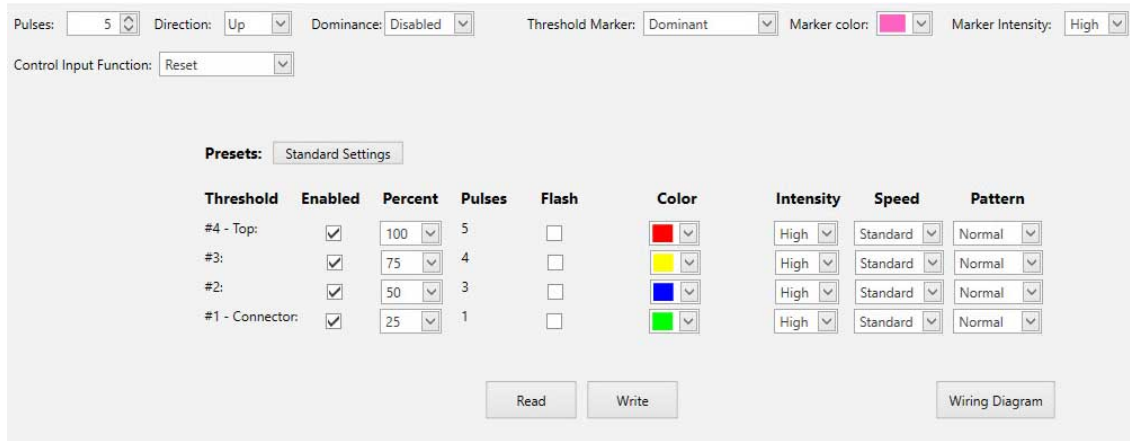 Pulses: 5 Direction: Up Dominance: Disabled Threshold Marker: Dominant Marker color: Marker Intensity: High
Control Input Function: Reset
Presets: Standard Settings
Threshold Enabled Percent Pulses Flash Color Intensity Speed Pattern
#4 - Top: 100 5 High Standard Normal
#3: 75 4 High Standard Normal
#2: 50 3 High Standard Normal
#1 - Connector: 25 1 High Standard Normal
Read Write Wiring Diagram